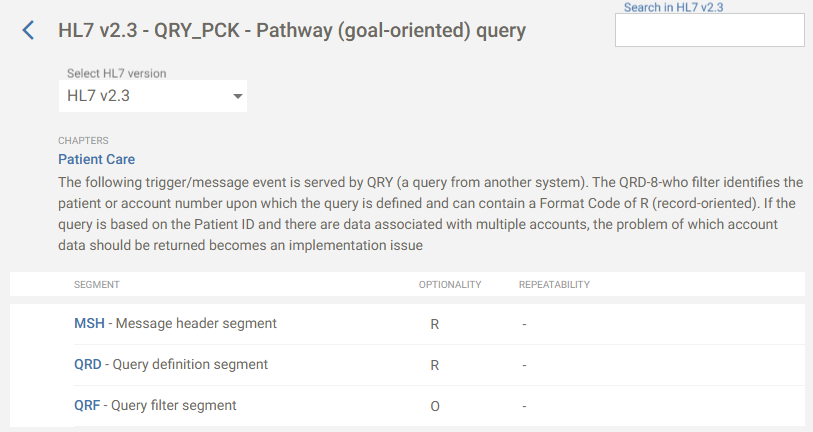 Search in HL7 v2.3
HL7 v2.3 - QRY_PCK - Pathway (goal-oriented) query
Select HL7 version
HL7 v2.3
CHAPTERS
Patient Care
The following trigger/message event is served by QRY (a query from another system). The QRD-8-who filter identifies the
patient or account number upon which the query is defined and can contain a Format Code of R (record-oriented). If the
query is based on the Patient ID and there are data associated with multiple accounts, the problem of which account
data should be returned becomes an implementation issue
SEGMENT OPTIONALITY REPEATABILITY
MSH - Message header segment R -
QRD - Query definition segment R -
QRF - Query filter segment O -